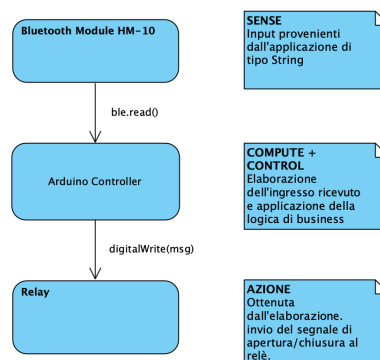 Bluetooth Module HM-10
SENSE
Input provenienti
dall'applicazione di
tipo String
ble.read()
Arduino Controller
COMPUTE +
CONTROL
Elaborazione
dell'ingresso ricevuto
e applicazione della
logica di business
digitalWrite(msg)
Relay
AZIONE
Ottenuta
dall'elaborazione.
invio del segnale di
apertura/chiusura al
relè.